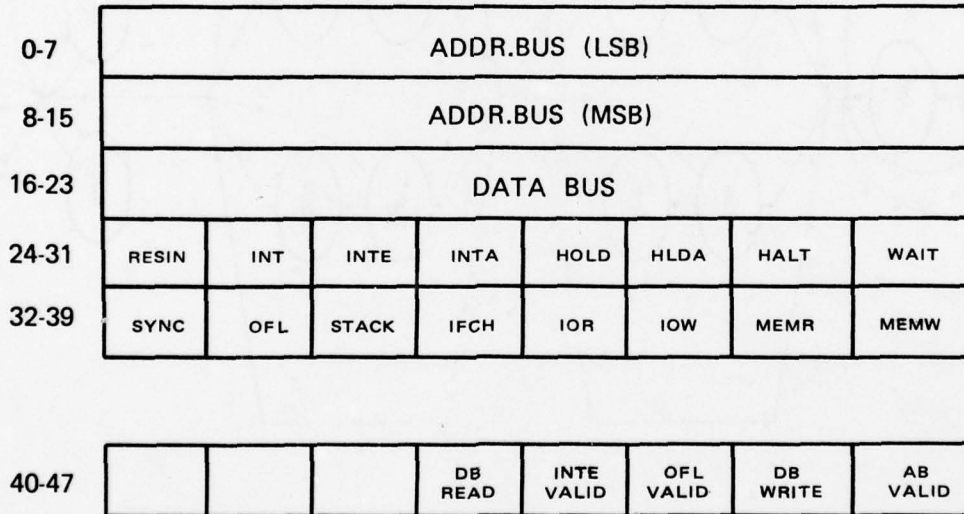 0-7 ADDR.BUS (LSB)
8-15 ADDR.BUS (MSB)
16-23 DATA BUS
24-31 RESIN INT INTE INTA HOLD HLDA HALT WAIT
32-39 SYNC OFL STACK IFCH IOR IOW MEMR MEMW
40-47 DB READ INTE VALID OFL VALID DB WRITE AB VALID